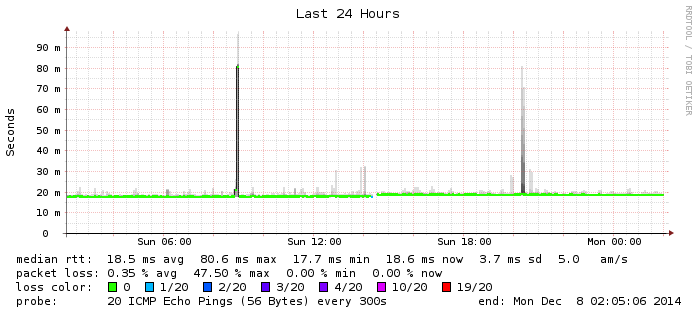 Last 24 Hours
RRDTOOL / TOBI OETIKER
Seconds
90 m
80 m
70 m
60 m
50 m
40 m
30 m
20 m
10 m
0
Sun 06:00 Sun 12:00 Sun 18:00 Mon 00:00
median rtt: 18.5 ms avg 80.6 ms max 17.7 ms min 18.6 ms now 3.7 ms sd 5.0 am/s
packet loss: 0.35 % avg 47.50 % max 0.00 % min 0.00 % now
loss color: 0 1/20 2/20 3/20 4/20 10/20 19/20
probe: 20 ICMP Echo Pings (56 Bytes) every 300s end: Mon Dec 8 02:05:06 2014